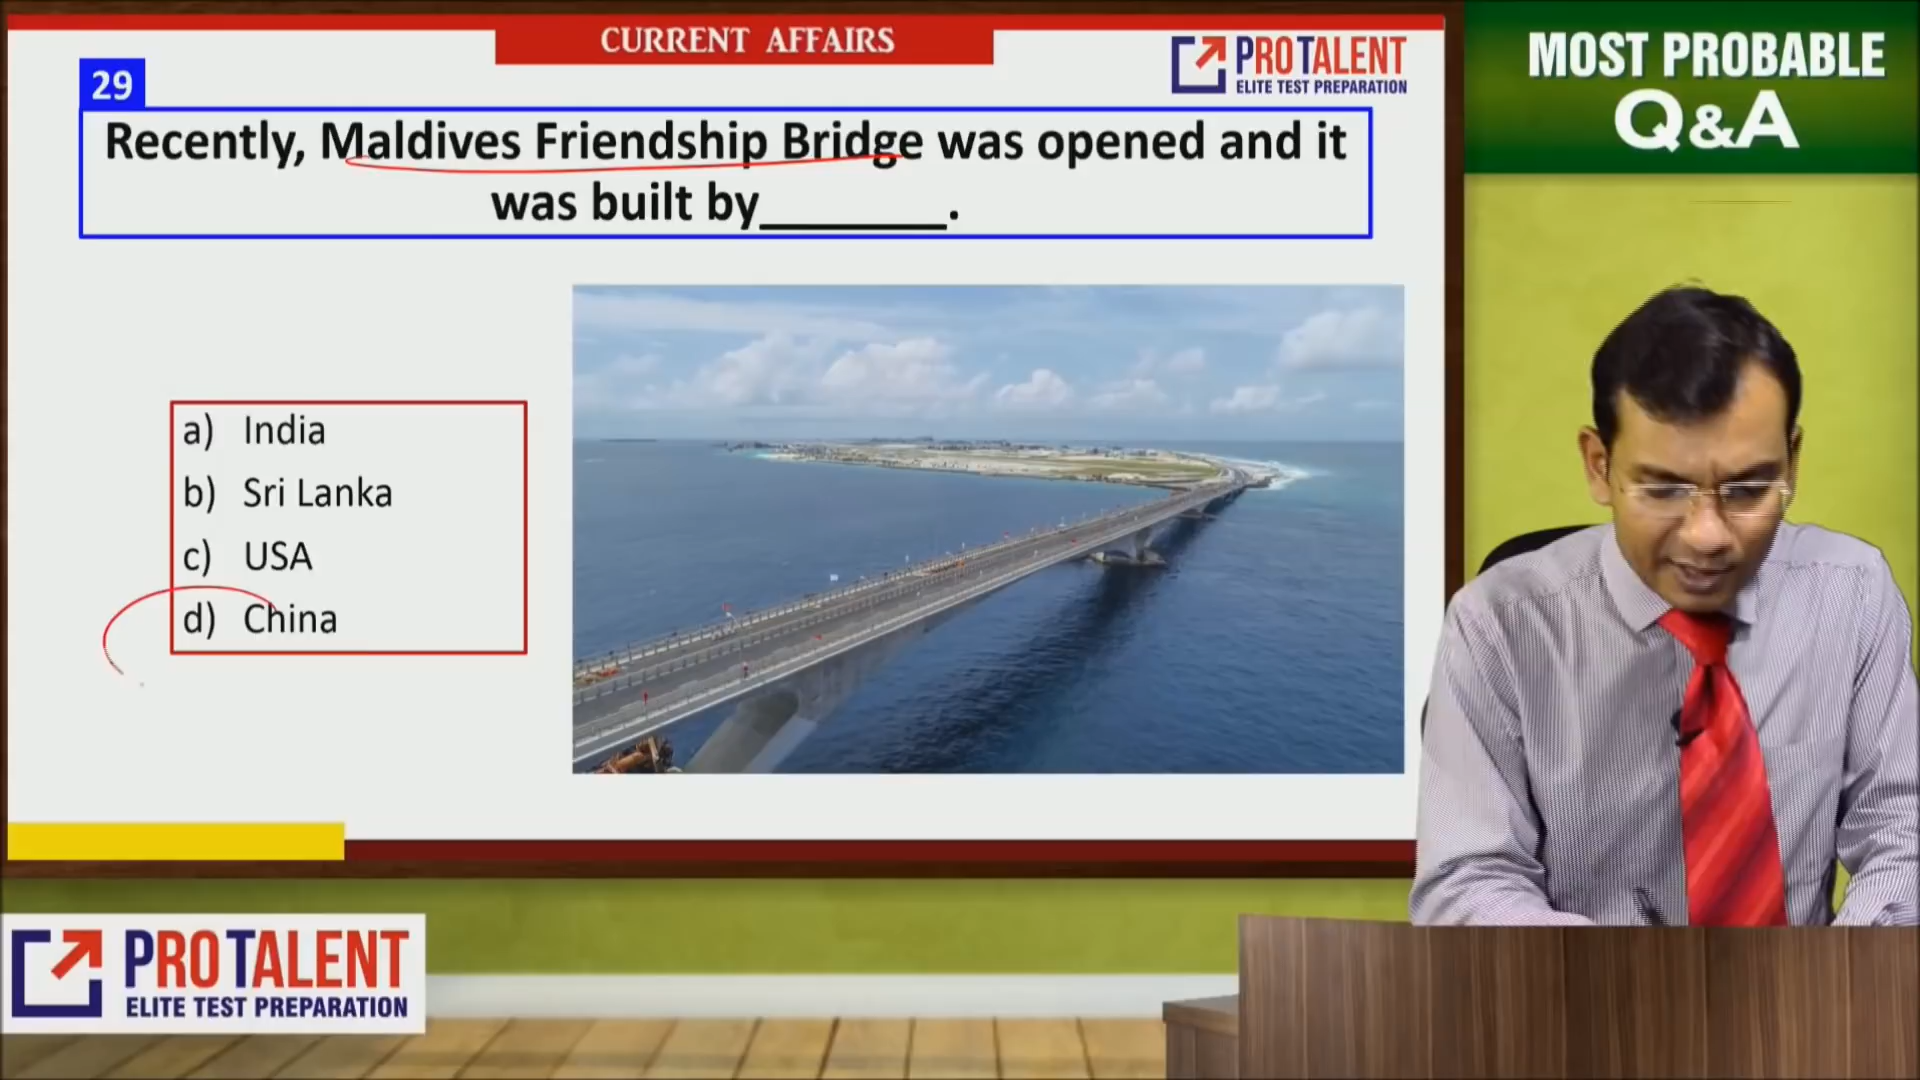 CURRENT AFFAIRS
PROTALENT
ELITE TEST PREPARATION
MOST PROBABLE
Q&A
29
Recently, Maldives Friendship Bridge was opened and it
was built by_______.
a) India
b) Sri Lanka
c) USA
d) China
PROTALENT
ELITE TEST PREPARATION